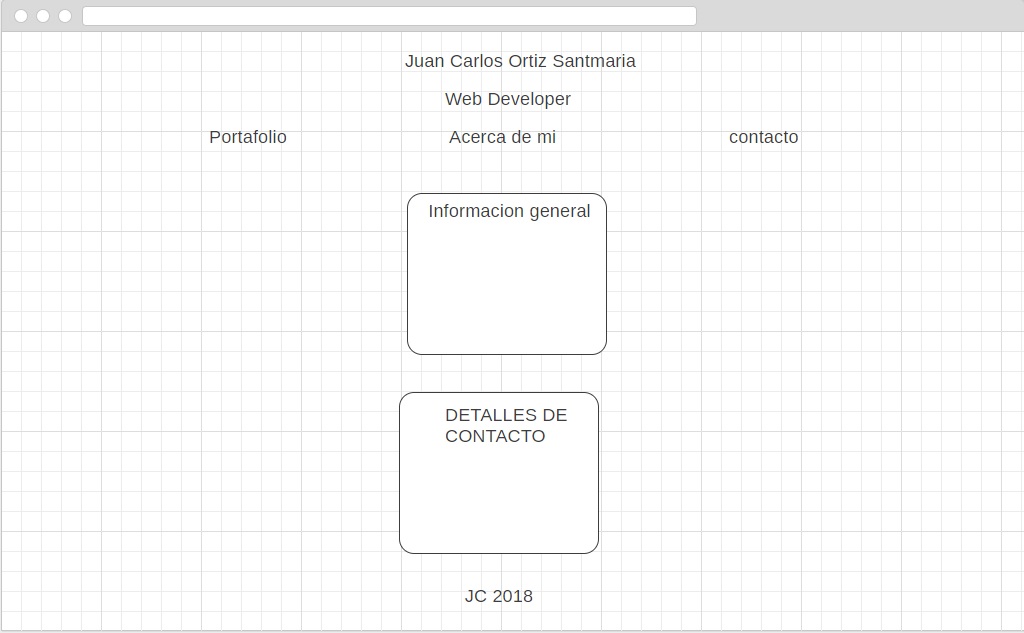 Juan Carlos Ortiz Santmaria
Web Developer
Portafolio Acerca de mi contacto
Informacion general
DETALLES DE
CONTACTO
JC 2018